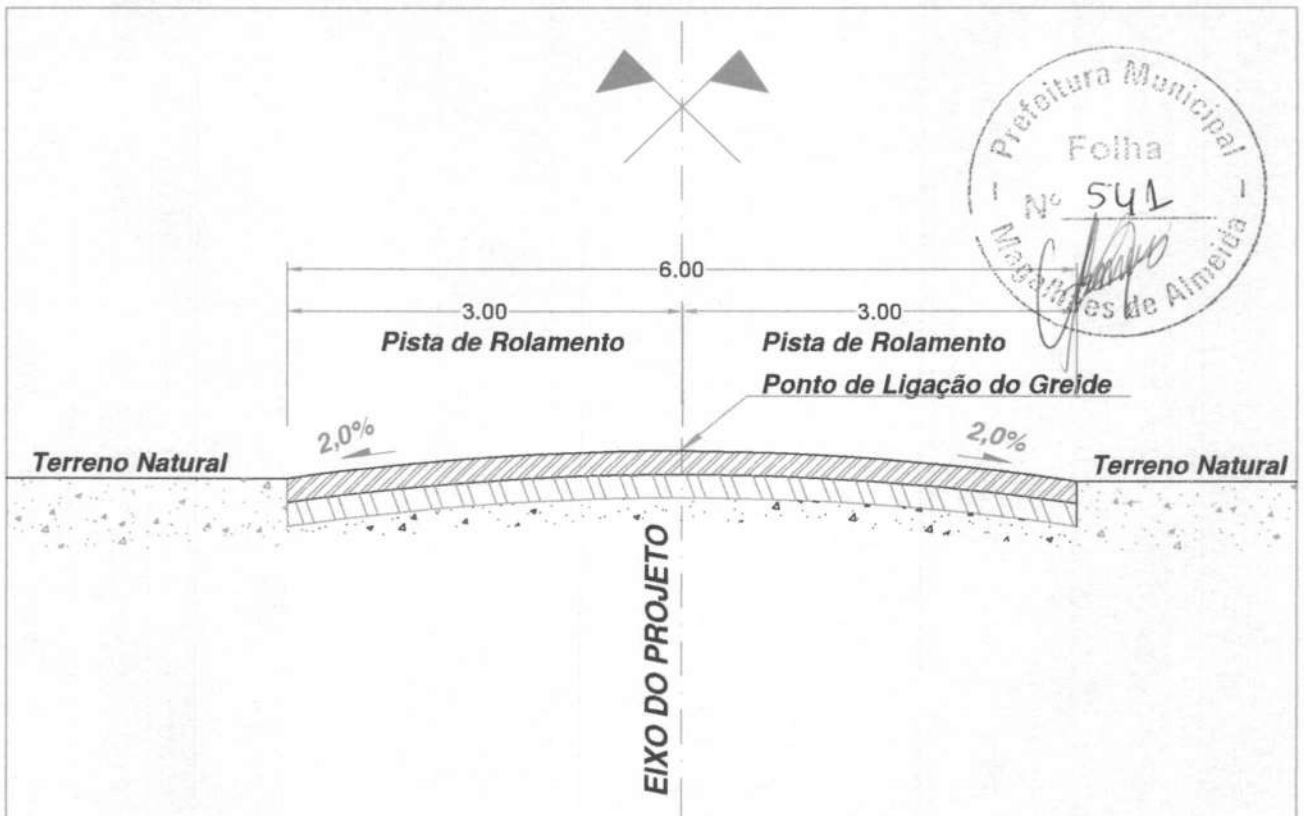 Prefeitura Municipal
Folha
Nº 541
Magalhães de Almeida
6.00
3.00 3.00
Pista de Rolamento Pista de Rolamento
Ponto de Ligação do Greide
2,0% 2,0%
Terreno Natural Terreno Natural
EIXO DO PROJETO